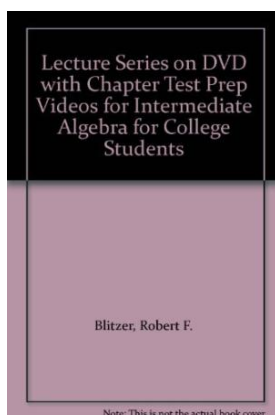 Lecture Series on DVD
with Chapter Test Prep
Videos for Intermediate
Algebra for College
Students
Blitzer, Robert F.
Note: This is not the actual book cover